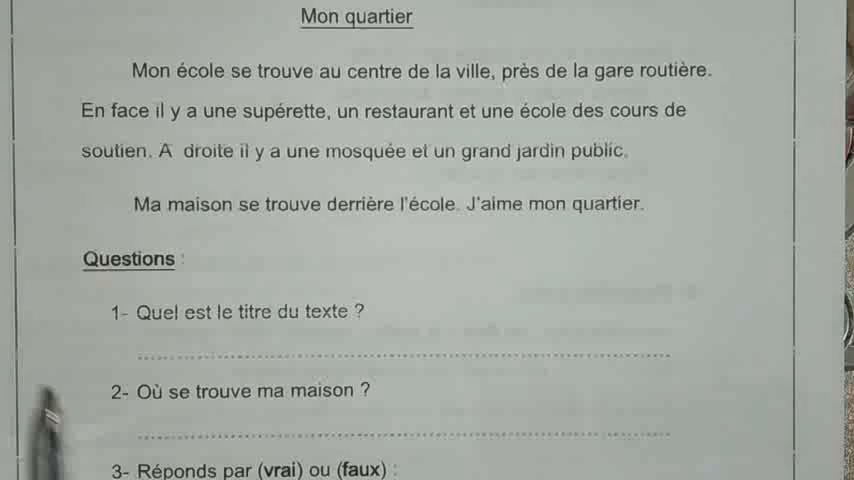 Mon quartier
Mon école se trouve au centre de la ville, près de la gare routière.
En face il y a une supérette, un restaurant et une école des cours de
soutien. A droite il y a une mosquée et un grand jardin public.
Ma maison se trouve derrière l'école. J'aime mon quartier.
Questions :
1- Quel est le titre du texte ?
2- Où se trouve ma maison ?
3- Réponds par (vrai) ou (faux) :